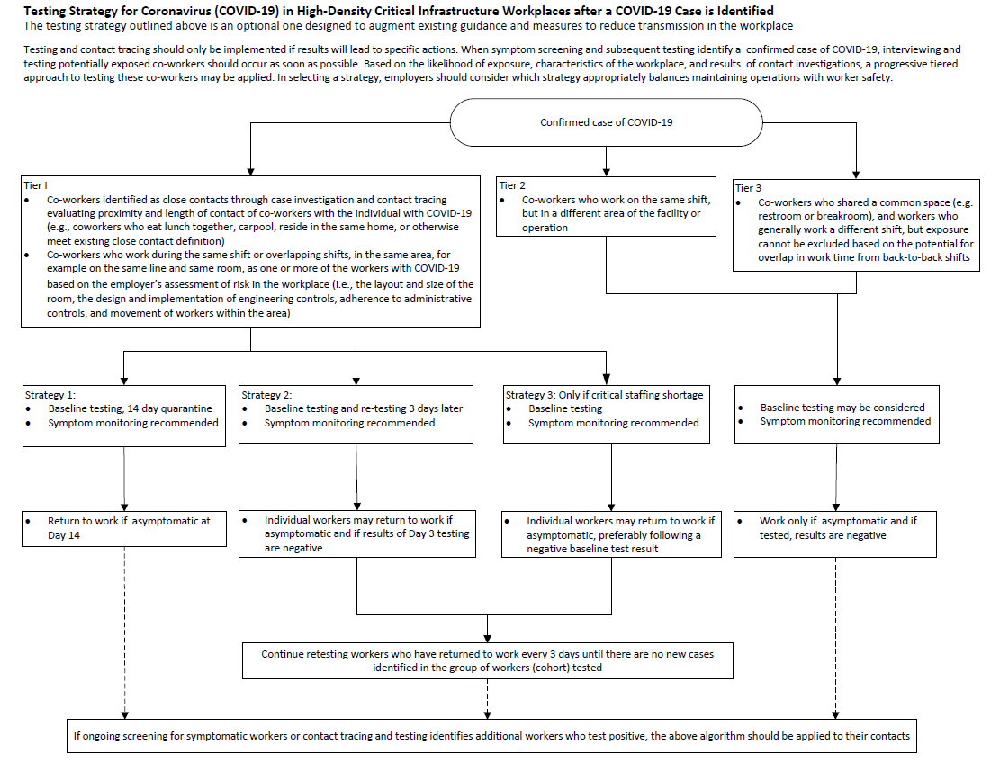 Testing Strategy for Coronavirus (COVID-19) in High-Density Critical Infrastructure Workplaces after a COVID-19 Case is Identified
The testing strategy outlined above is an optional one designed to augment existing guidance and measures to reduce transmission in the workplace
Testing and contact tracing should only be implemented if results will lead to specific actions. When symptom screening and subsequent testing identify a confirmed case of COVID-19, interviewing and
testing potentially exposed co-workers should occur as soon as possible. Based on the likelihood of exposure, characteristics of the workplace, and results of contact investigations, a progressive tiered
approach to testing these co-workers may be applied. In selecting a strategy, employers should consider which strategy appropriately balances maintaining operations with worker safety.
Confirmed case of COVID-19
Tier I
• Co-workers identified as close contacts through case investigation and contact tracing
evaluating proximity and length of contact of co-workers with the individual with COVID-19
(e.g., coworkers who eat lunch together, carpool, reside in the same home, or otherwise
meet existing close contact definition)
• Co-workers who work during the same shift or overlapping shifts, in the same area, for
example on the same line and same room, as one or more of the workers with COVID-19
based on the employer's assessment of risk in the workplace (i.e., the layout and size of the
room, the design and implementation of engineering controls, adherence to administrative
controls, and movement of workers within the area)
Tier 2
• Co-workers who work on the same shift,
but in a different area of the facility or
operation
Tier 3
• Co-workers who shared a common space (e.g.
restroom or breakroom), and workers who
generally work a different shift, but exposure
cannot be excluded based on the potential for
overlap in work time from back-to-back shifts
Strategy 1:
• Baseline testing, 14 day quarantine
• Symptom monitoring recommended
Strategy 2:
• Baseline testing and re-testing 3 days later
• Symptom monitoring recommended
Strategy 3: Only if critical staffing shortage
• Baseline testing
• Symptom monitoring recommended
• Baseline testing may be considered
• Symptom monitoring recommended
• Return to work if asymptomatic at
Day 14
• Individual workers may return to work if
asymptomatic and if results of Day 3 testing
are negative
• Individual workers may return to work if
asymptomatic, preferably following a
negative baseline test result
• Work only if asymptomatic and if
tested, results are negative
Continue retesting workers who have returned to work every 3 days until there are no new cases
identified in the group of workers (cohort) tested
If ongoing screening for symptomatic workers or contact tracing and testing identifies additional workers who test positive, the above algorithm should be applied to their contacts